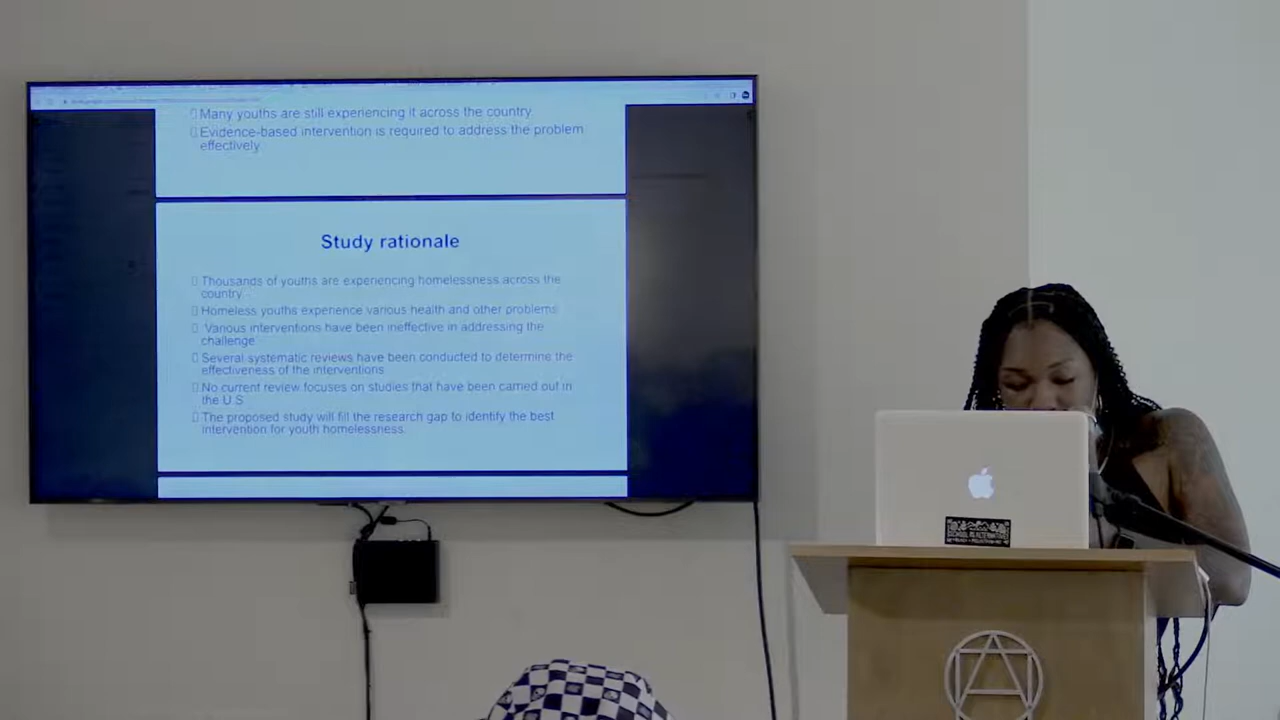 Many youths are still experiencing it across the country.
Evidence-based intervention is required to address the problem
effectively.
Study rationale
Thousands of youths are experiencing homelessness across the
country.
Homeless youths experience various health and other problems
Various interventions have been ineffective in addressing the
challenge
Several systematic reviews have been conducted to determine the
effectiveness of the interventions
No current review focuses on studies that have been carried out in
the U.S
The proposed study will fill the research gap to identify the best
intervention for youth homelessness.